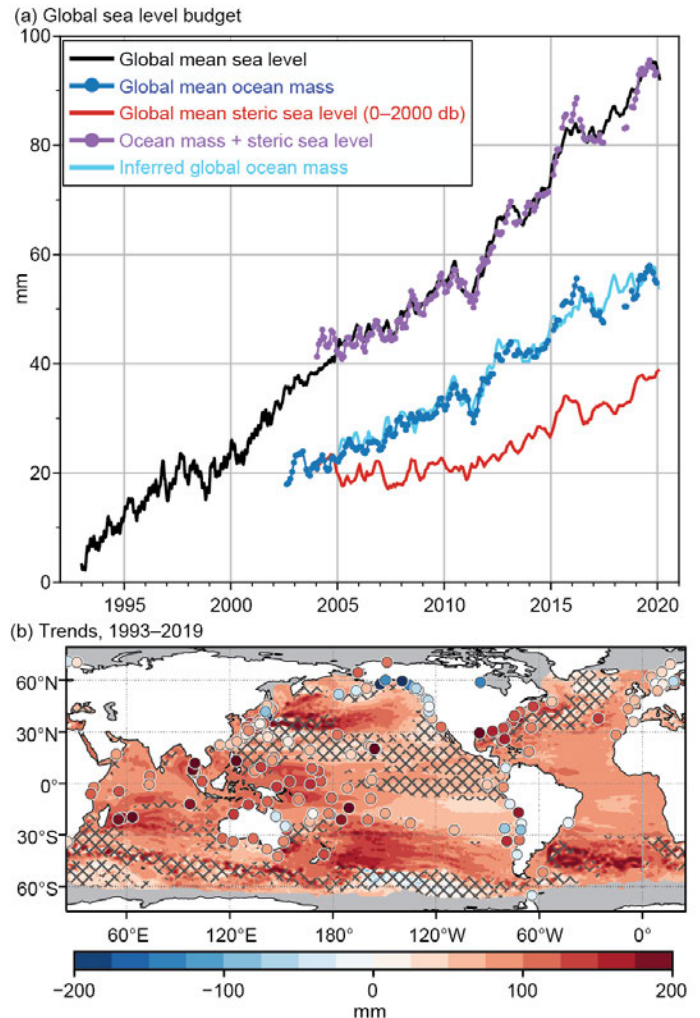 (a) Global sea level budget
100
80
60
40
20
0
mm
Global mean sea level
Global mean ocean mass
Global mean steric sea level (0–2000 db)
Ocean mass + steric sea level
Inferred global ocean mass
1995 2000 2005 2010 2015 2020
(b) Trends, 1993–2019
60°N
30°N
0°
30°S
60°S
60°E 120°E 180° 120°W 60°W 0°
−200 −100 0 100 200
mm